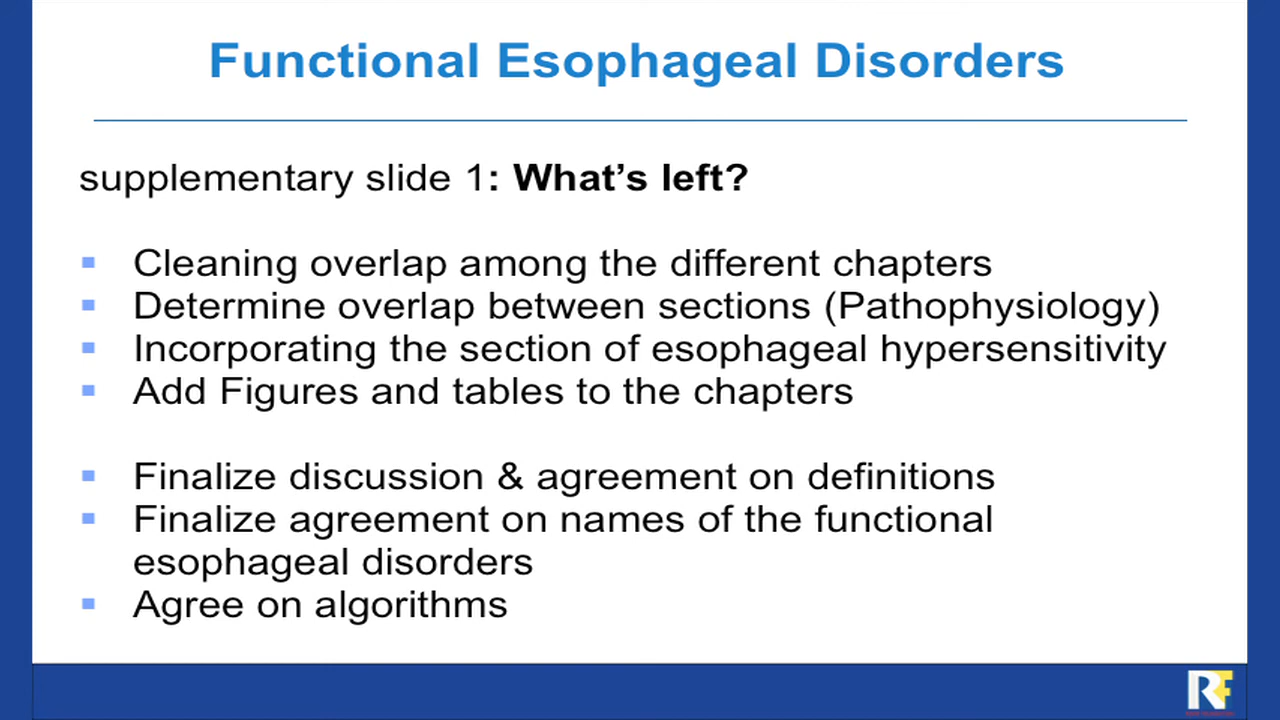 Functional Esophageal Disorders
supplementary slide 1: What’s left?
▪ Cleaning overlap among the different chapters
▪ Determine overlap between sections (Pathophysiology)
▪ Incorporating the section of esophageal hypersensitivity
▪ Add Figures and tables to the chapters
▪ Finalize discussion & agreement on definitions
▪ Finalize agreement on names of the functional
esophageal disorders
▪ Agree on algorithms
RF